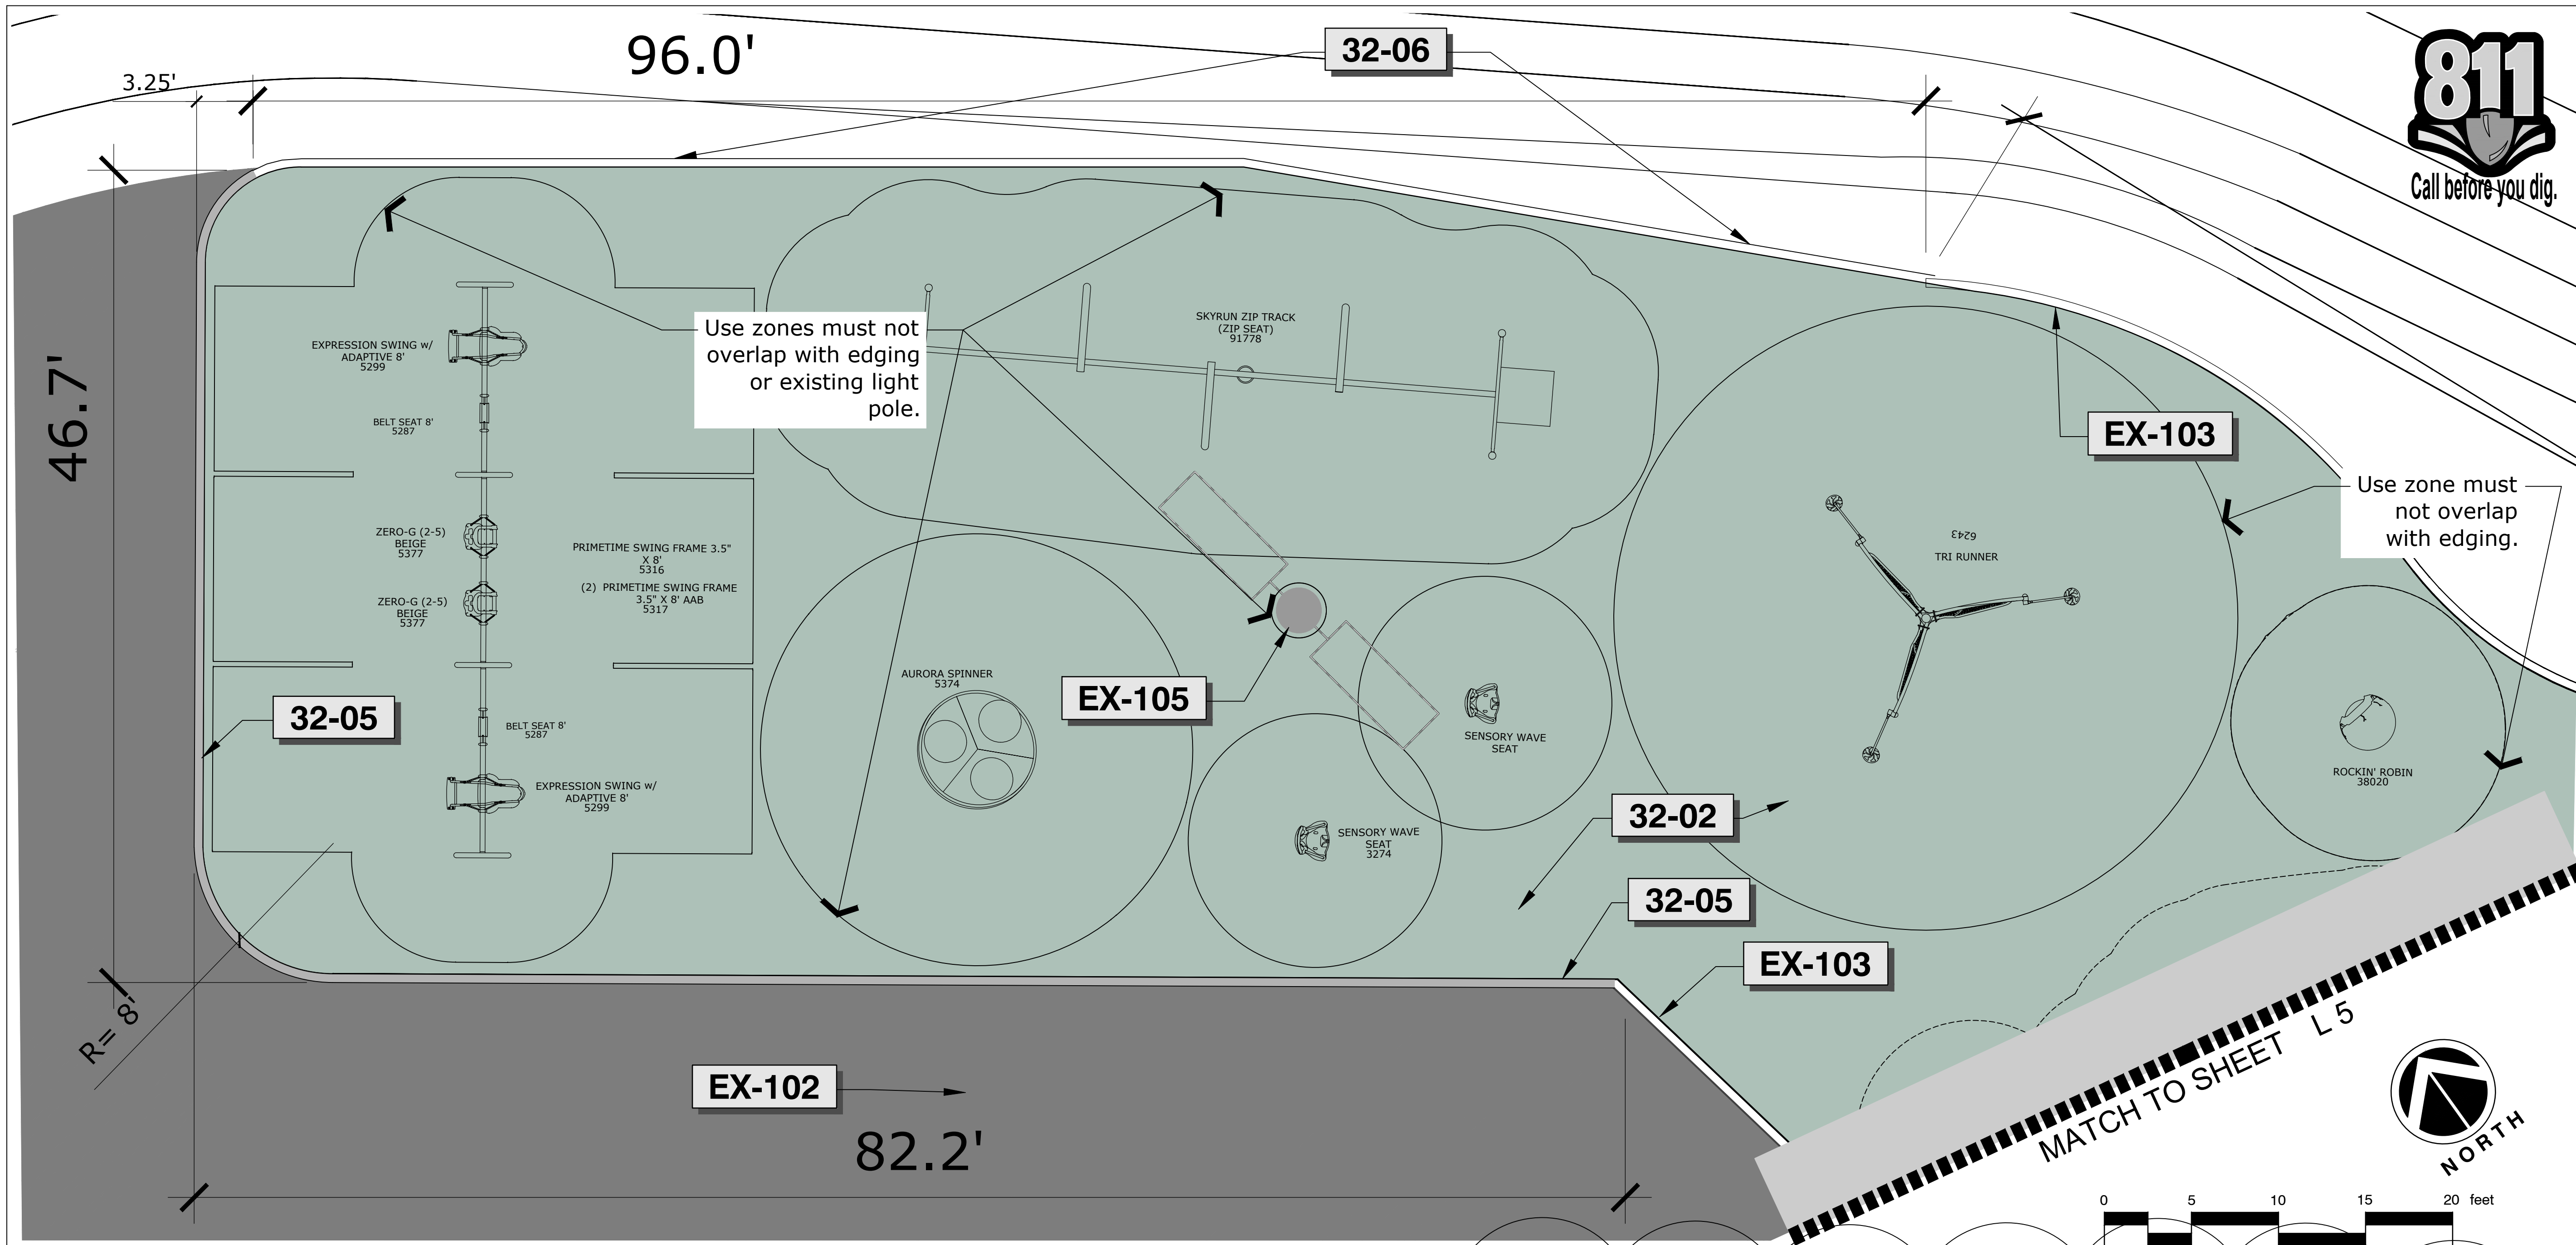 96.0'
32-06
811
Call before you dig.
3.25'
46.7'
Use zones must not
overlap with edging
or existing light
pole.
SKYRUN ZIP TRACK
(ZIP SEAT)
91778
EXPRESSION SWING w/
ADAPTIVE 8'
5299
BELT SEAT 8'
5287
EX-103
Use zone must
not overlap
with edging.
ZERO-G (2-5)
BEIGE
5377
PRIMETIME SWING FRAME 3.5"
X 8'
5316
(2) PRIMETIME SWING FRAME
3.5" X 8' AAB
5317
ZERO-G (2-5)
BEIGE
5377
6243
TRI RUNNER
AURORA SPINNER
5374
EX-105
32-05
BELT SEAT 8'
5287
SENSORY WAVE
SEAT
EXPRESSION SWING w/
ADAPTIVE 8'
5299
ROCKIN' ROBIN
38020
32-02
SENSORY WAVE
SEAT
3274
32-05
EX-103
R= 8'
EX-102
82.2'
MATCH TO SHEET L 5
NORTH
0 5 10 15 20 feet